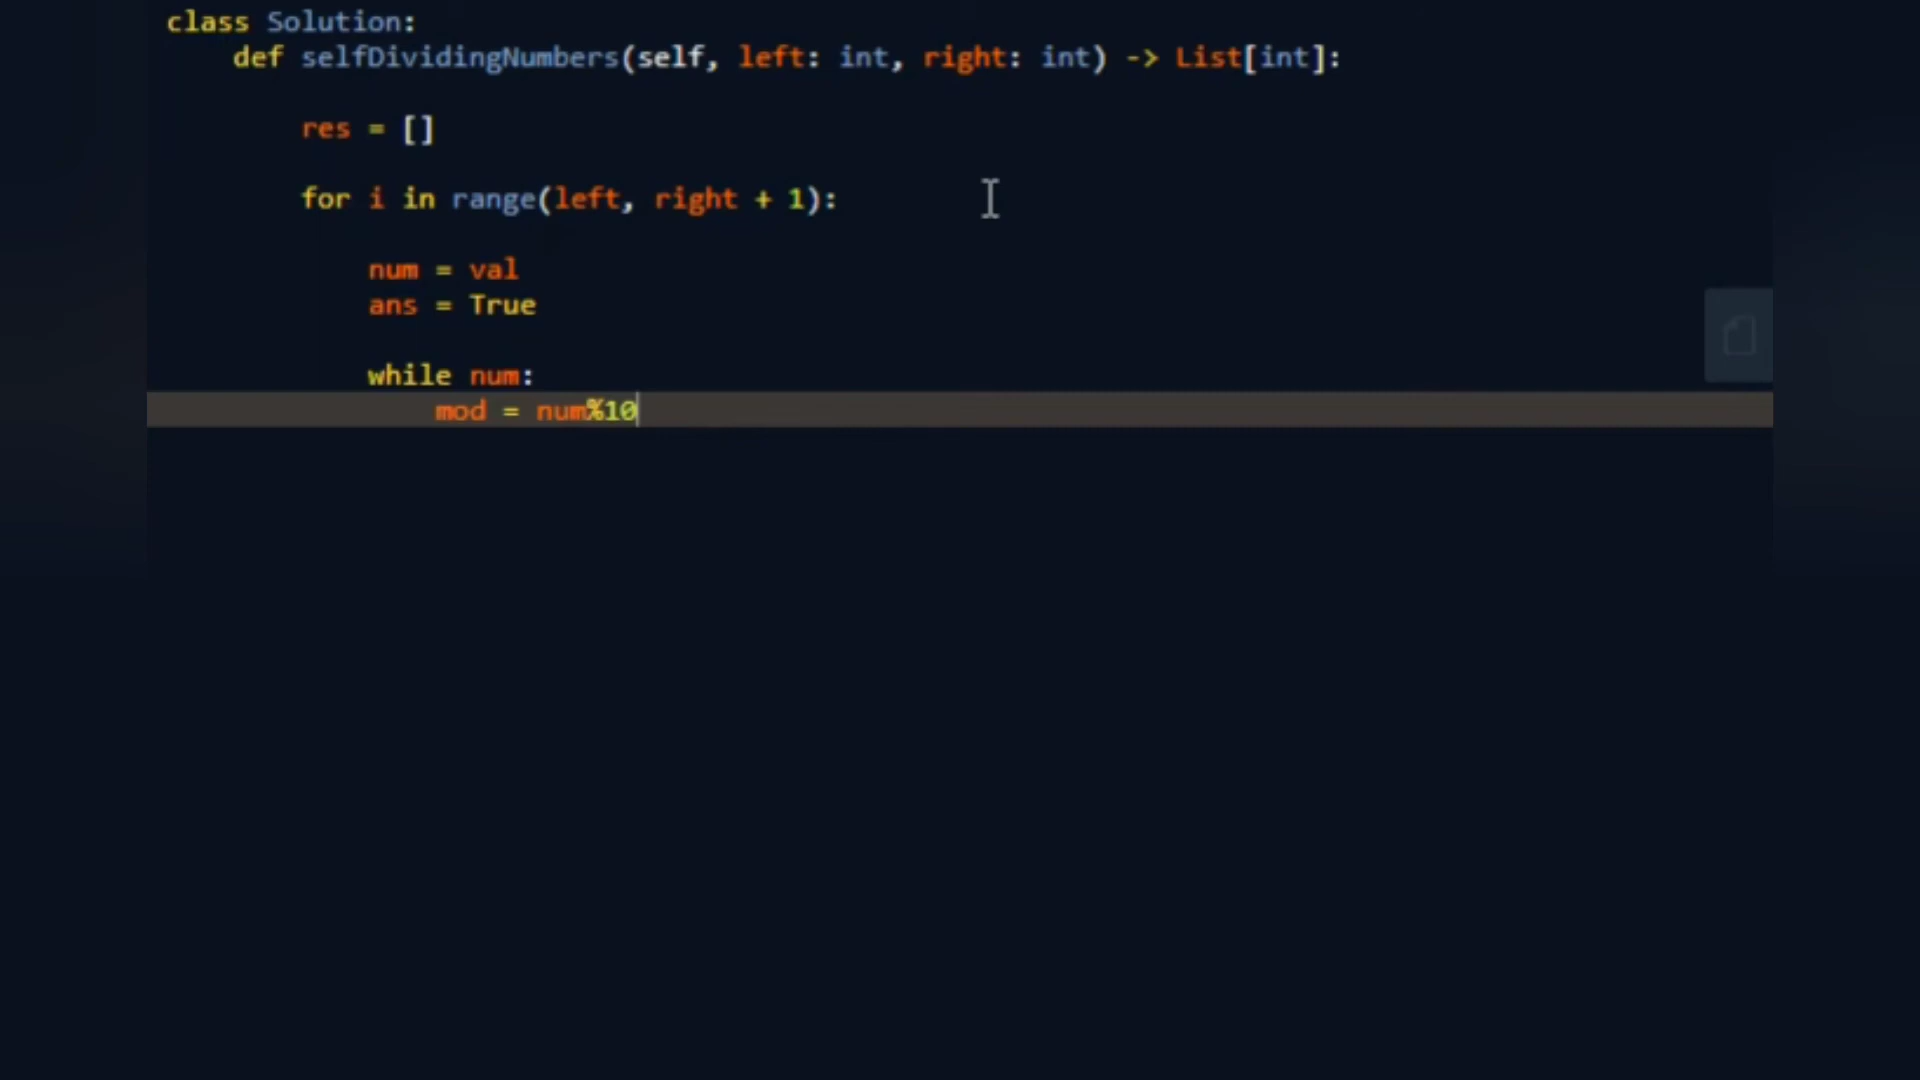 class Solution:
def selfDividingNumbers(self, left: int, right: int) -> List[int]:
res = []
for i in range(left, right + 1):
num = val
ans = True
while num:
mod = num%10